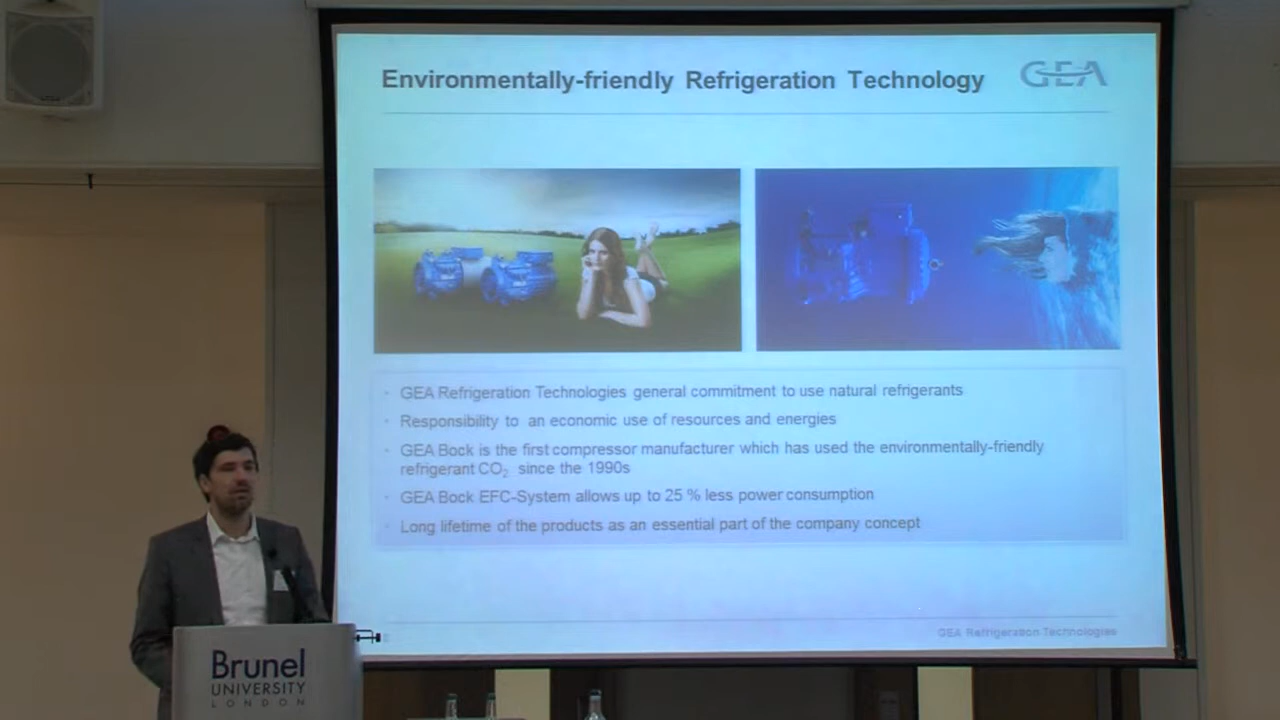 Environmentally-friendly Refrigeration Technology
GEA
· GEA Refrigeration Technologies general commitment to use natural refrigerants
· Responsibility to an economic use of resources and energies
· GEA Bock is the first compressor manufacturer which has used the environmentally-friendly
refrigerant CO₂ since the 1990s
· GEA Bock EFC-System allows up to 25 % less power consumption
· Long lifetime of the products as an essential part of the company concept
GEA Refrigeration Technologies
Brunel
UNIVERSITY
LONDON